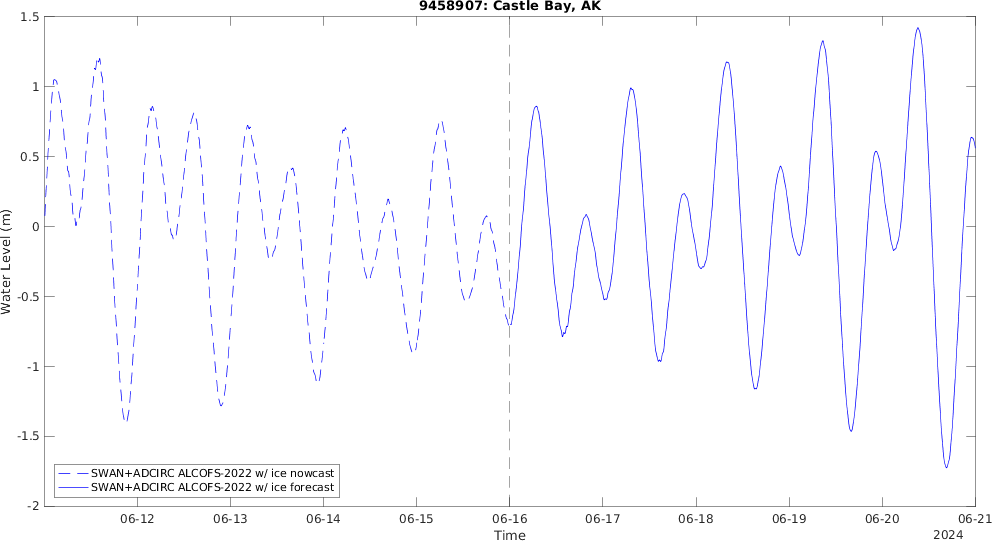 9458907: Castle Bay, AK
1.5
1
0.5
0
-0.5
-1
-1.5
-2
Water Level (m)
SWAN+ADCIRC ALCOFS-2022 w/ ice nowcast
SWAN+ADCIRC ALCOFS-2022 w/ ice forecast
06-12 06-13 06-14 06-15 06-16 06-17 06-18 06-19 06-20 06-21
Time
2024